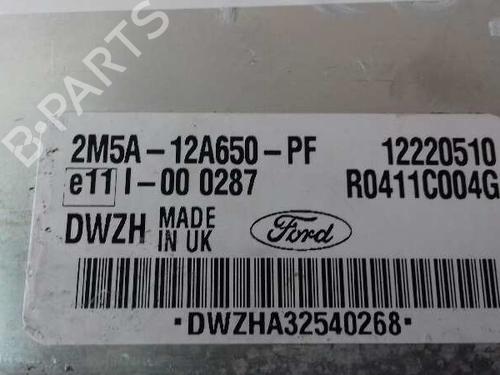 2M5A-12A650-PF 12220510
e11 I-00 0287 R0411C004G
DWZH MADE IN UK Ford
·DWZHA32540268·
B-PARTS